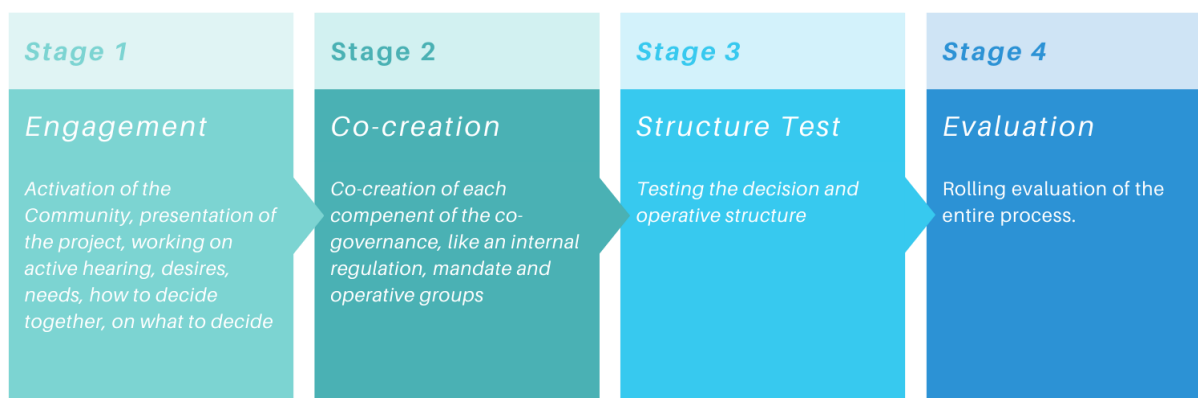 Stage 1
Engagement
Activation of the
Community, presentation of
the project, working on
active hearing, desires,
needs, how to decide
together, on what to decide
Stage 2
Co-creation
Co-creation of each
compenent of the co-
governance, like an internal
regulation, mandate and
operative groups
Stage 3
Structure Test
Testing the decision and
operative structure
Stage 4
Evaluation
Rolling evaluation of the
entire process.